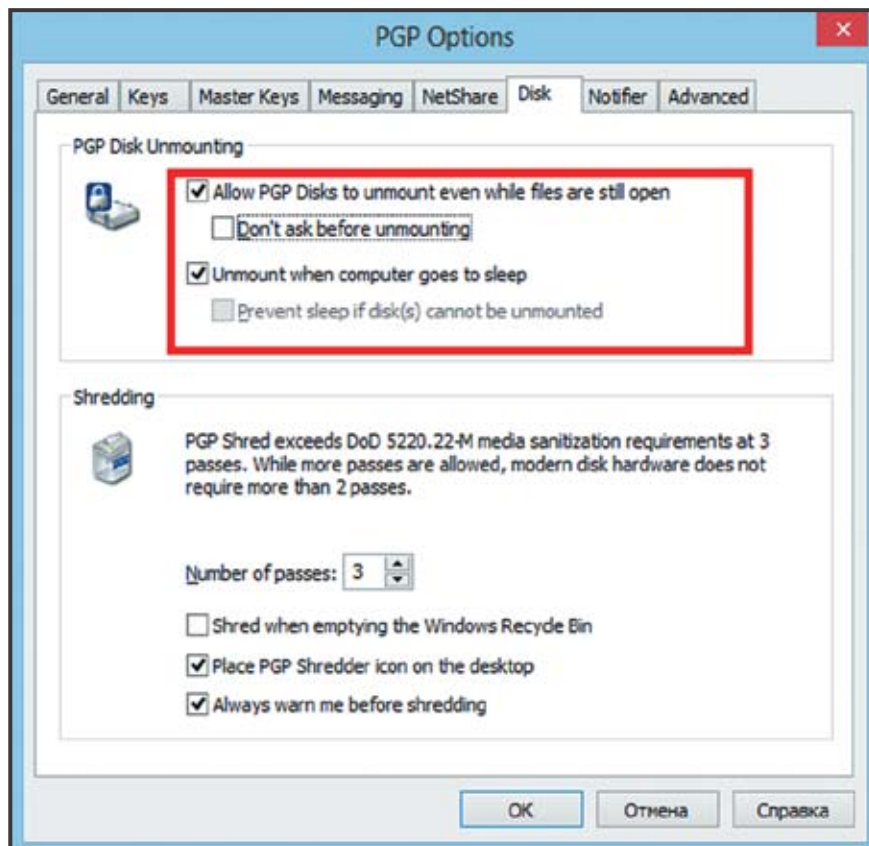 PGP Options
General Keys Master Keys Messaging NetShare Disk Notifier Advanced
PGP Disk Unmounting
Allow PGP Disks to unmount even while files are still open
Don't ask before unmounting
Unmount when computer goes to sleep
Prevent sleep if disk(s) cannot be unmounted
Shredding
PGP Shred exceeds DoD 5220.22-M media sanitization requirements at 3
passes. While more passes are allowed, modern disk hardware does not
require more than 2 passes.
Number of passes: 3
Shred when emptying the Windows Recycle Bin
Place PGP Shredder icon on the desktop
Always warn me before shredding
OK Отмена Справка